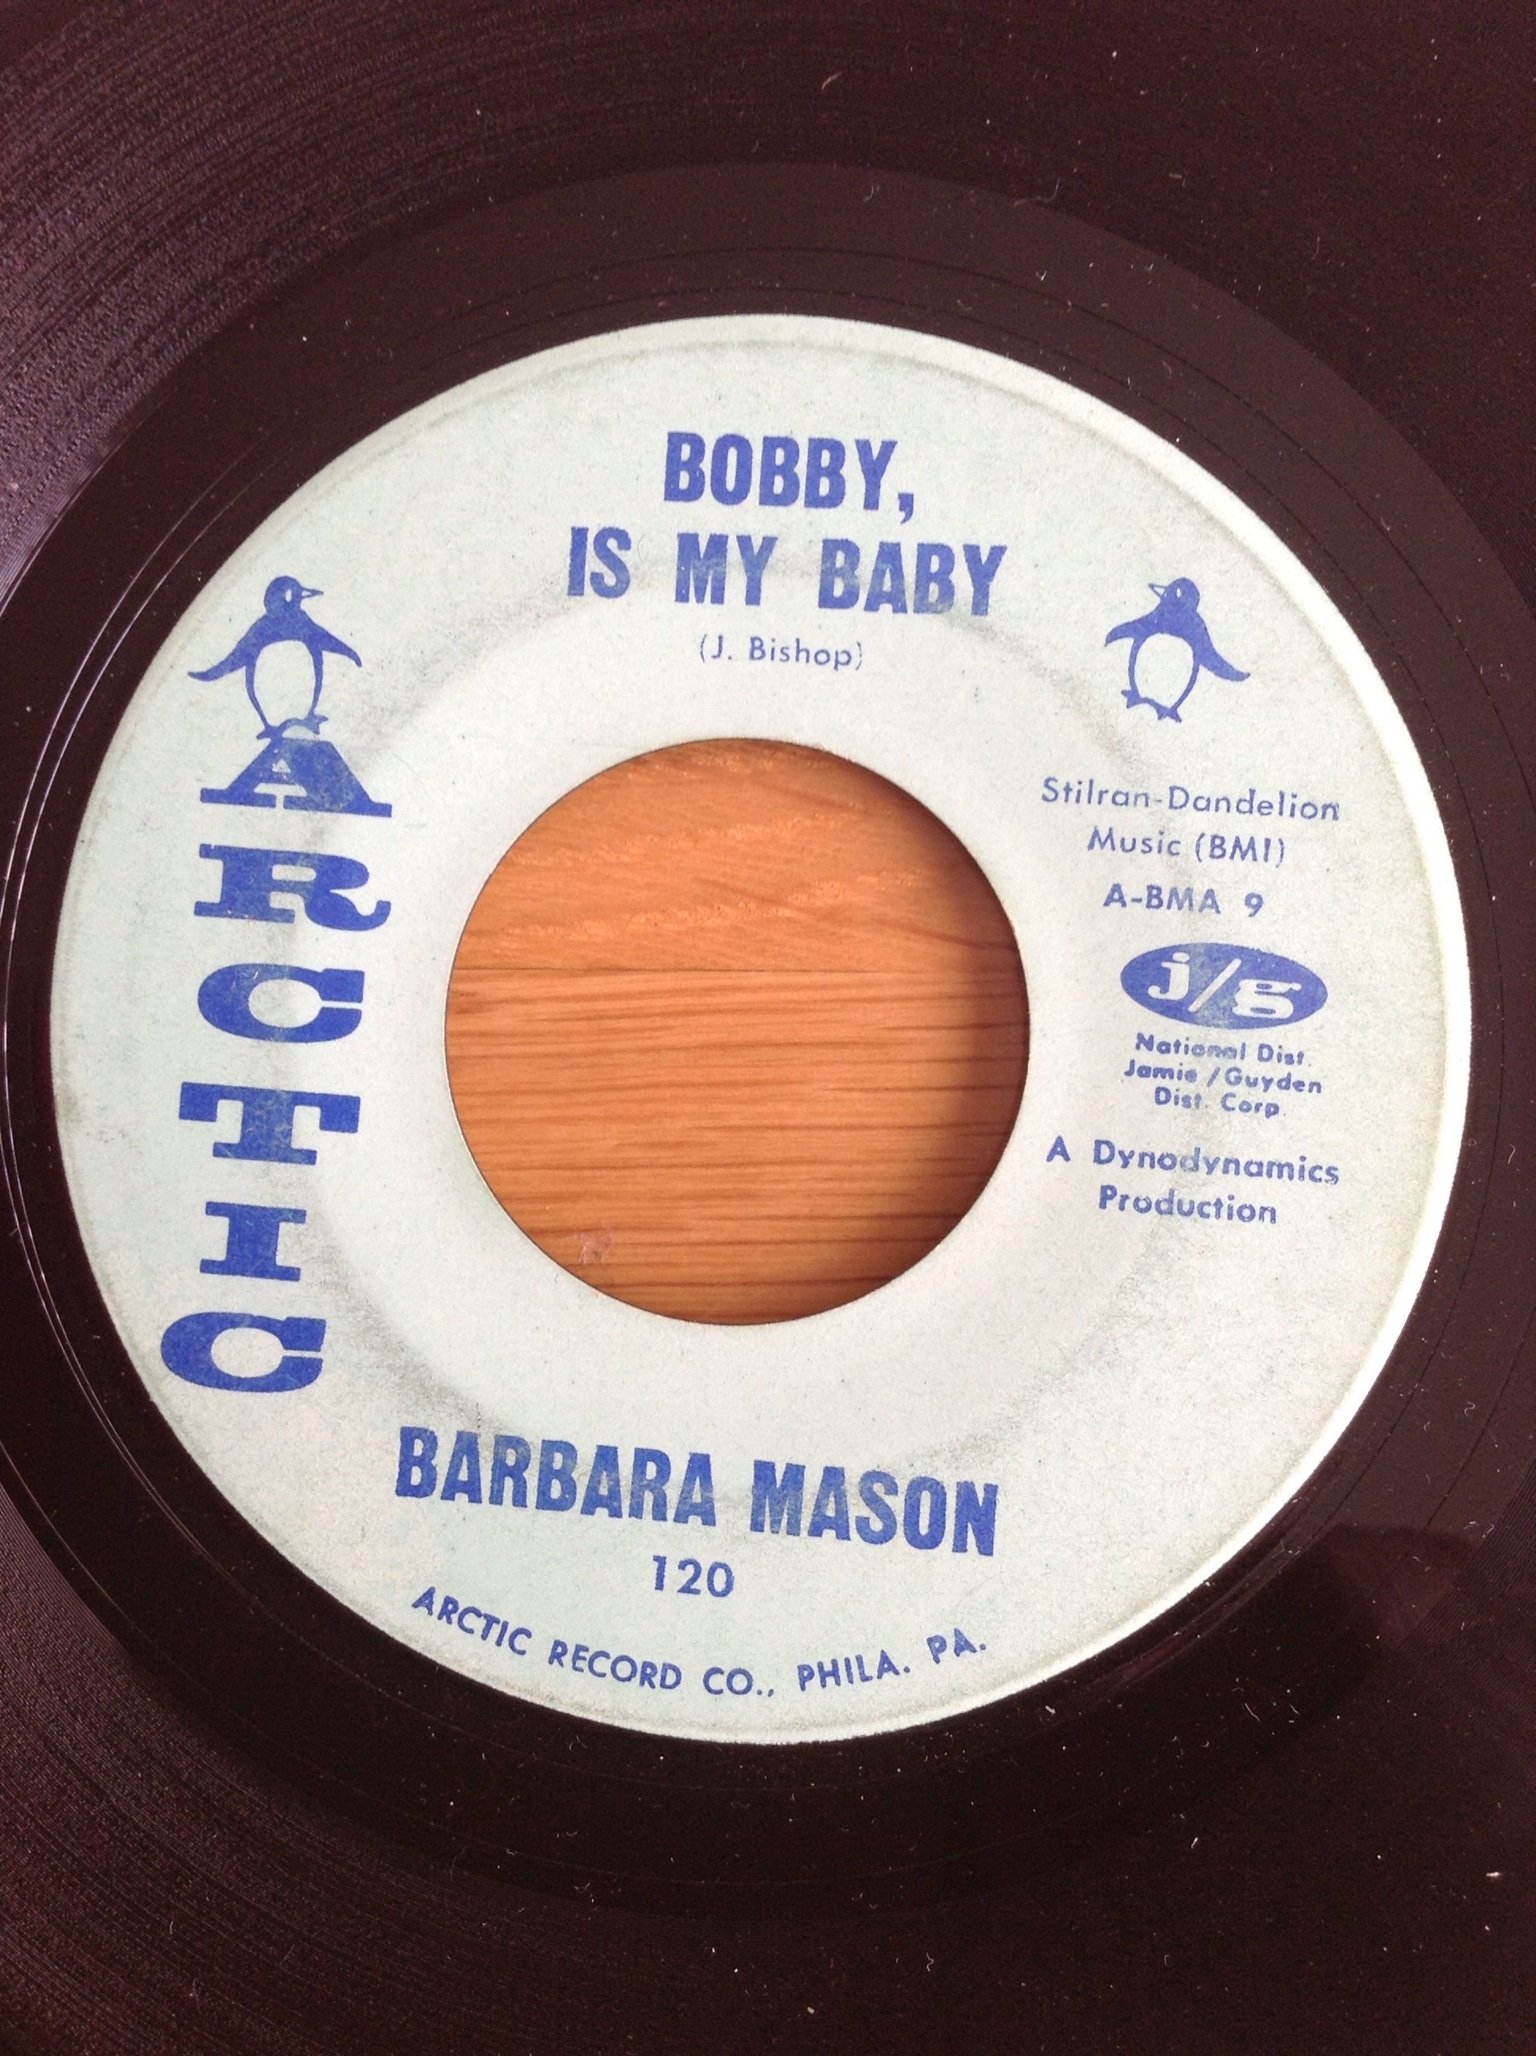 BOBBY,
IS MY BABY
(J. Bishop)
ARCTIC
Stilran-Dandelion
Music (BMI)
A-BMA 9
j/g
National Dist.
Jamie / Guyden
Dist. Corp.
A Dynodynamics
Production
BARBARA MASON
120
ARCTIC RECORD CO., PHILA. PA.